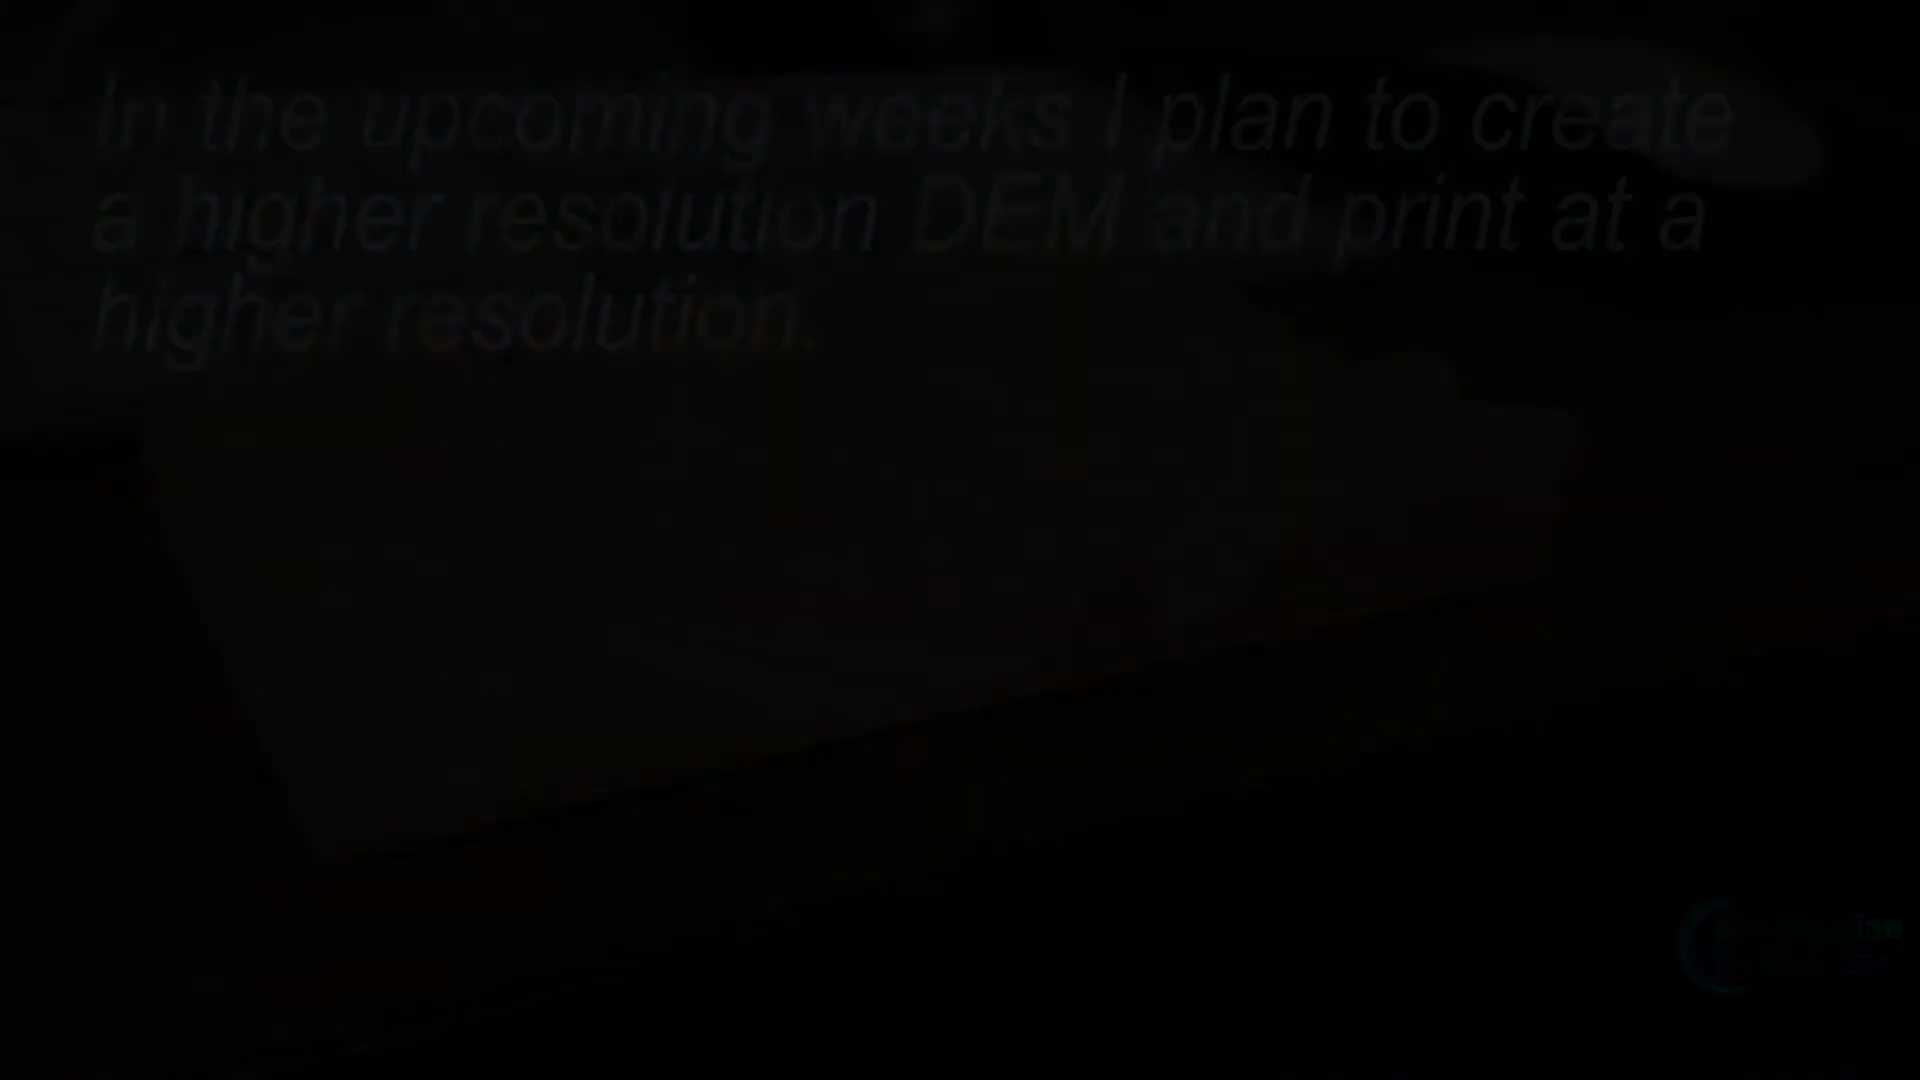 In the upcoming weeks I plan to create
a higher resolution DEM and print at a
higher resolution.